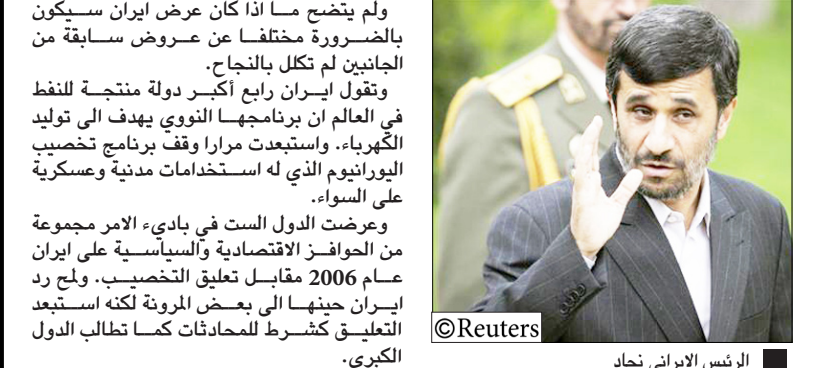 ولم يتضح ما اذا كان عرض ايران سيكون
بالضرورة مختلفا عن عروض سابقة من
الجانبين لم تكلل بالنجاح.
وتقول ايران رابع أكبر دولة منتجة للنفط
في العالم ان برنامجها النووي يهدف الى توليد
الكهرباء. واستبعدت مرارا وقف برنامج تخصيب
اليورانيوم الذي له استخدامات مدنية وعسكرية
على السواء.
وعرضت الدول الست في باديء الامر مجموعة
من الحوافز الاقتصادية والسياسية على ايران
عام 2006 مقابل تعليق التخصيب. ولمح رد
ايران حينها الى بعض المرونة لكنه استبعد
التعليق كشرط للمحادثات كما تطالب الدول
الكبرى.
©Reuters
الرئيس الايراني نجاد